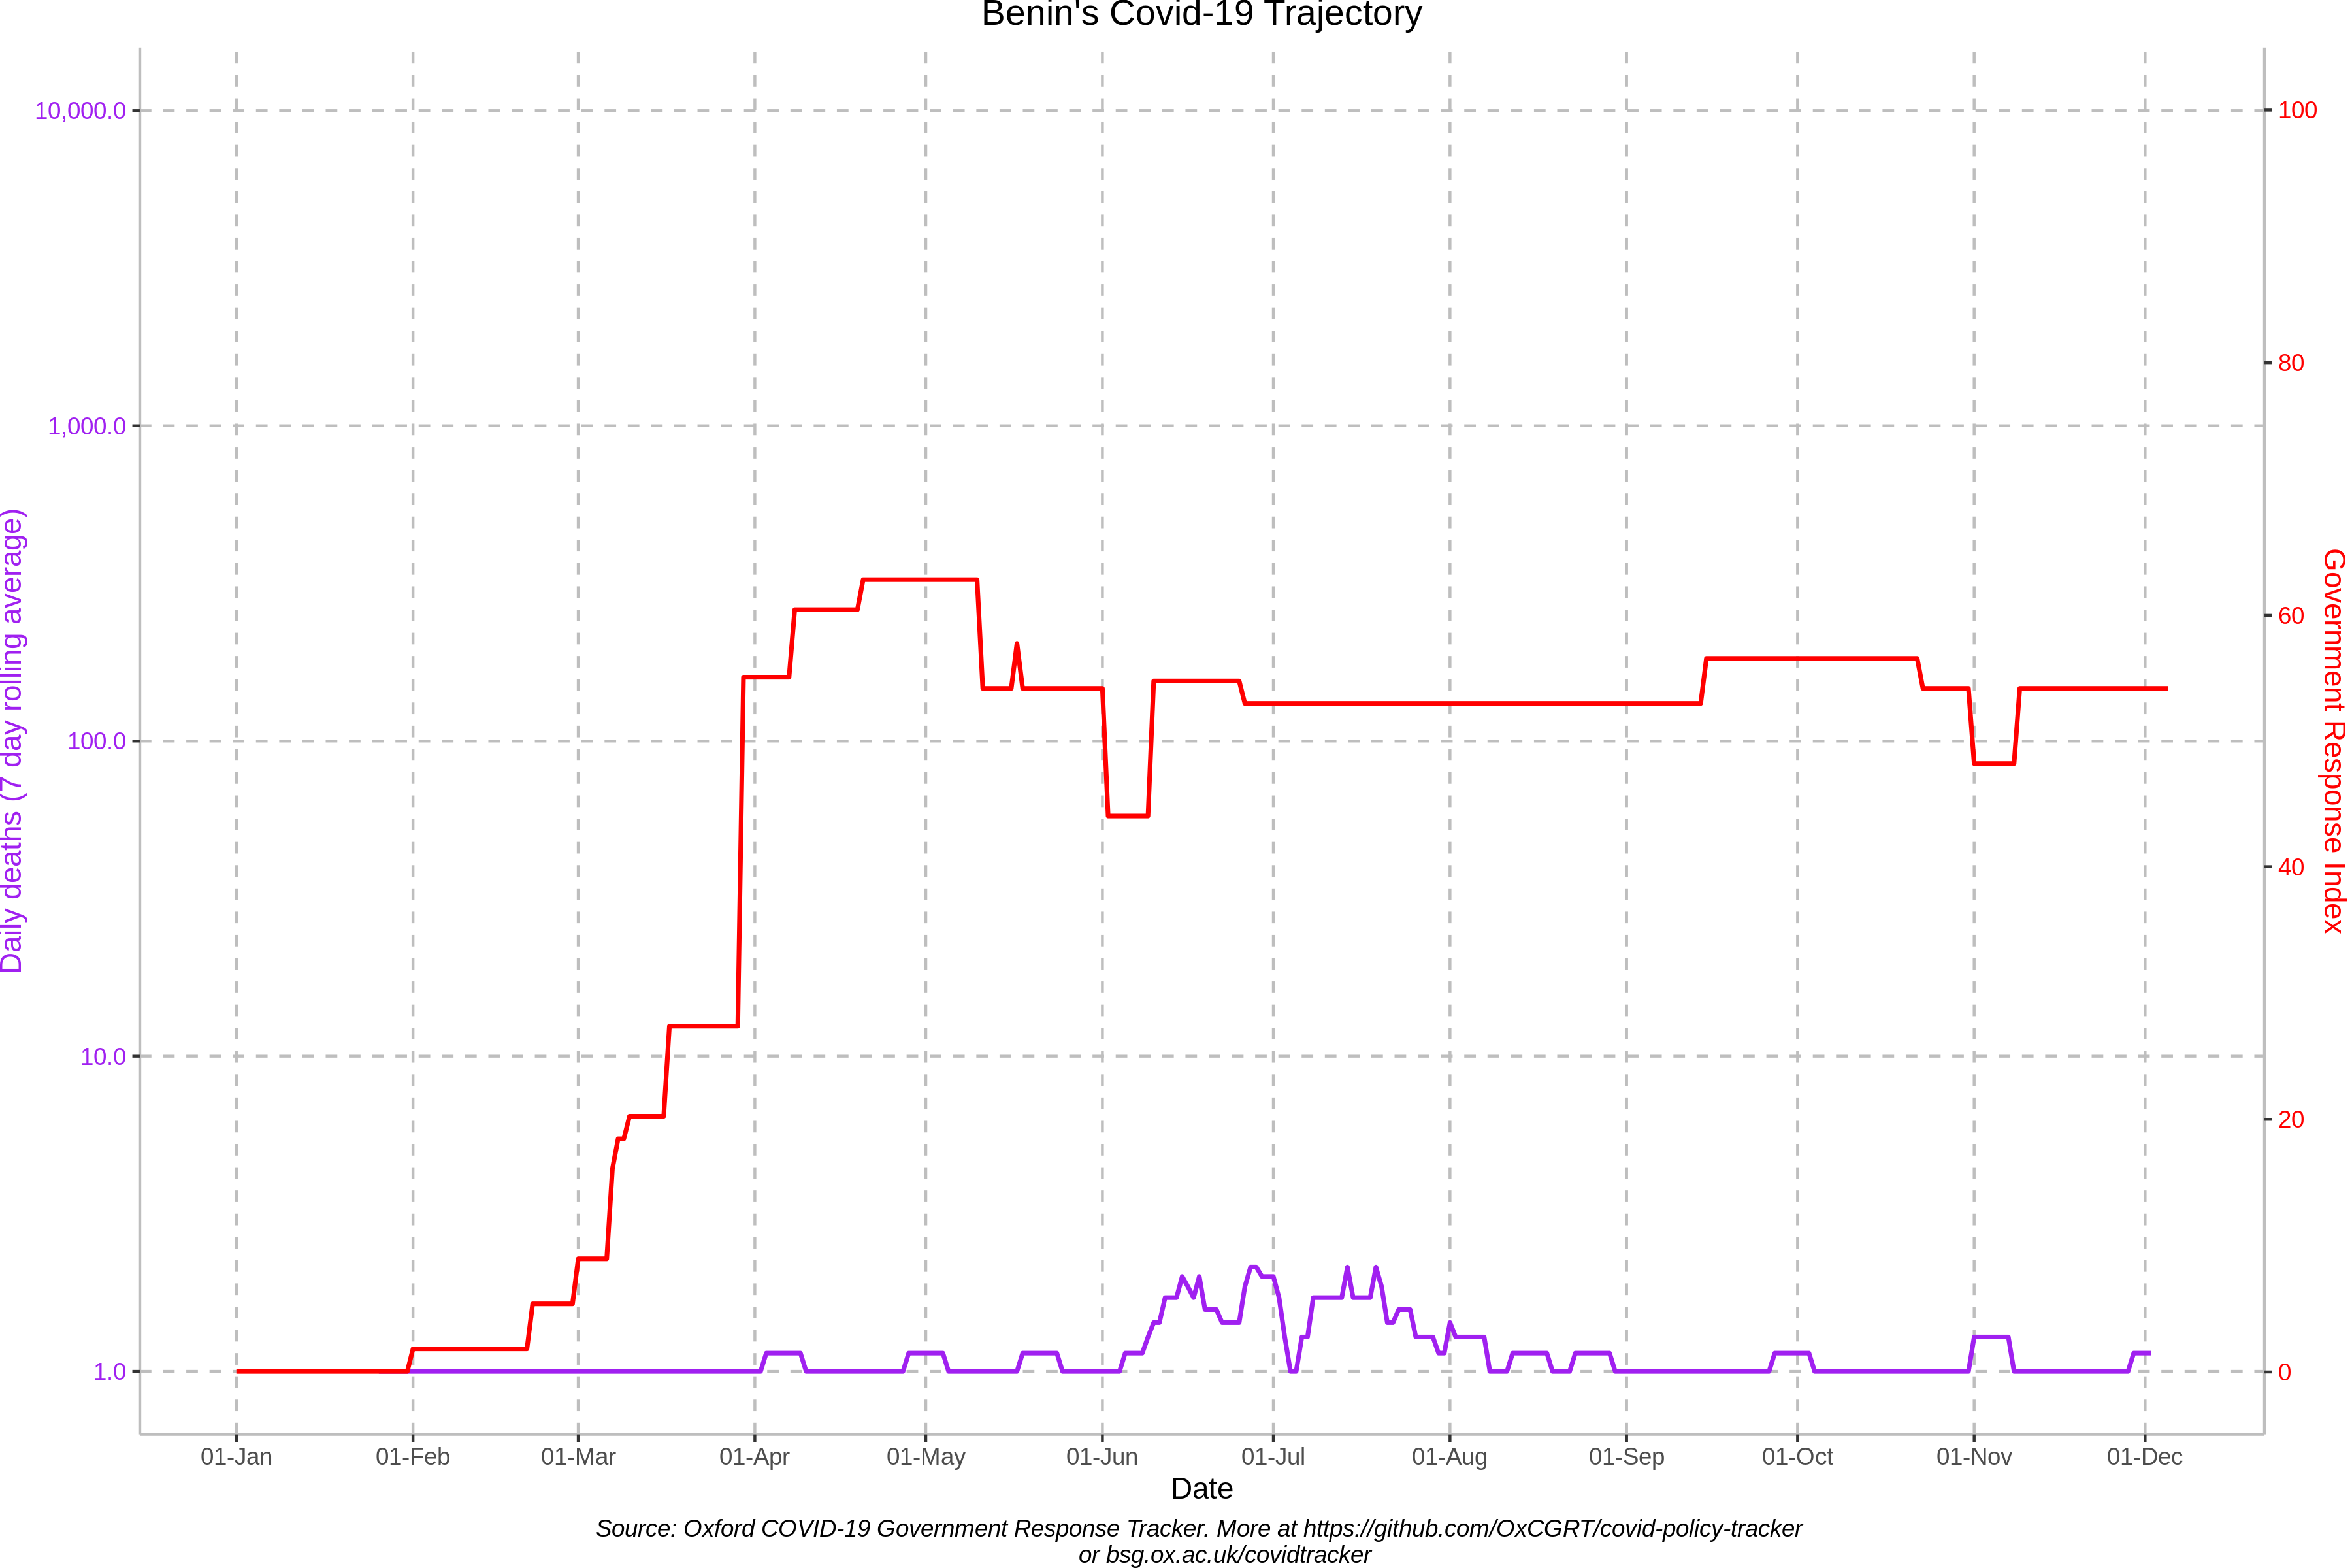 Benin's Covid-19 Trajectory
10,000.0
1,000.0
100.0
10.0
1.0
Daily deaths (7 day rolling average)
100
80
60
40
20
0
Government Response Index
01-Jan 01-Feb 01-Mar 01-Apr 01-May 01-Jun 01-Jul 01-Aug 01-Sep 01-Oct 01-Nov 01-Dec
Date
Source: Oxford COVID-19 Government Response Tracker. More at https://github.com/OxCGRT/covid-policy-tracker
or bsg.ox.ac.uk/covidtracker